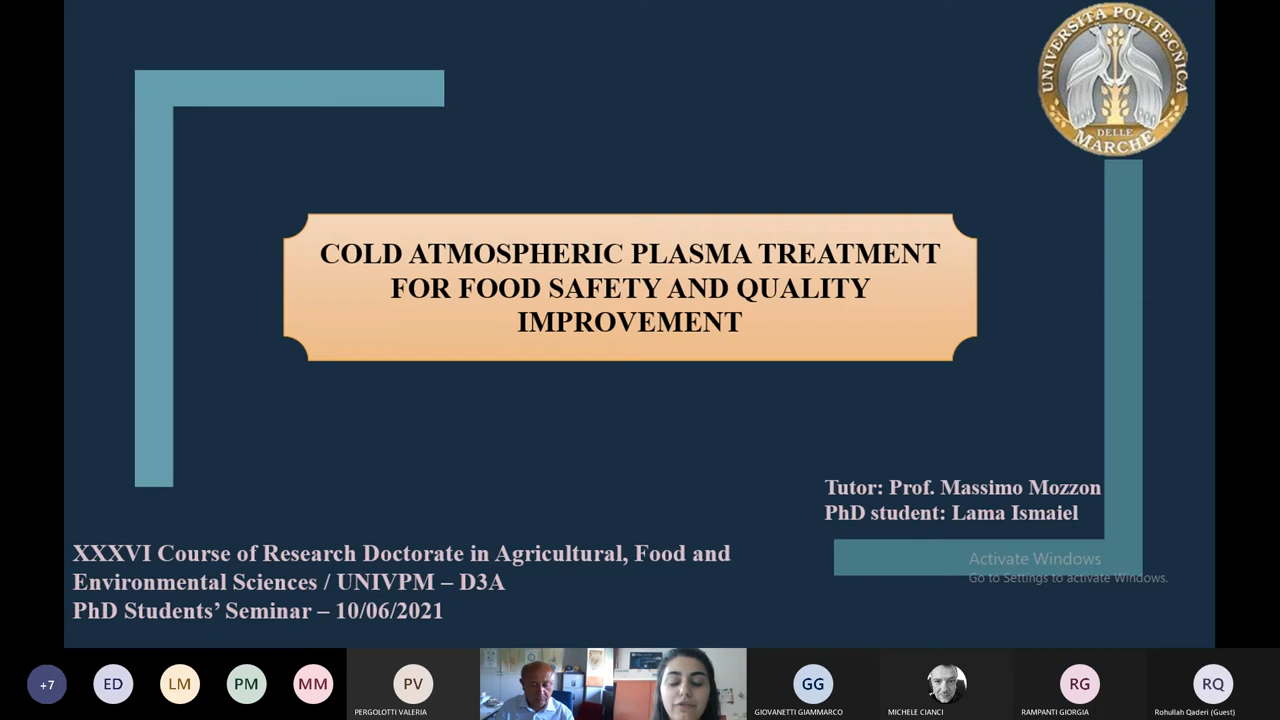 UNIVERSITÀ POLITECNICA
DELLE
MARCHE
COLD ATMOSPHERIC PLASMA TREATMENT
FOR FOOD SAFETY AND QUALITY
IMPROVEMENT
Tutor: Prof. Massimo Mozzon
PhD student: Lama Ismaiel
XXXVI Course of Research Doctorate in Agricultural, Food and
Environmental Sciences / UNIVPM – D3A
PhD Students’ Seminar – 10/06/2021
Activate Windows
Go to Settings to activate Windows.
+7
ED
LM
PM
MM
PV
PERGOLOTTI VALERIA
GG
GIOVANETTI GIAMMARCO
MICHELE CIANCI
RG
RAMPANTI GIORGIA
RQ
Rohullah Qaderi (Guest)